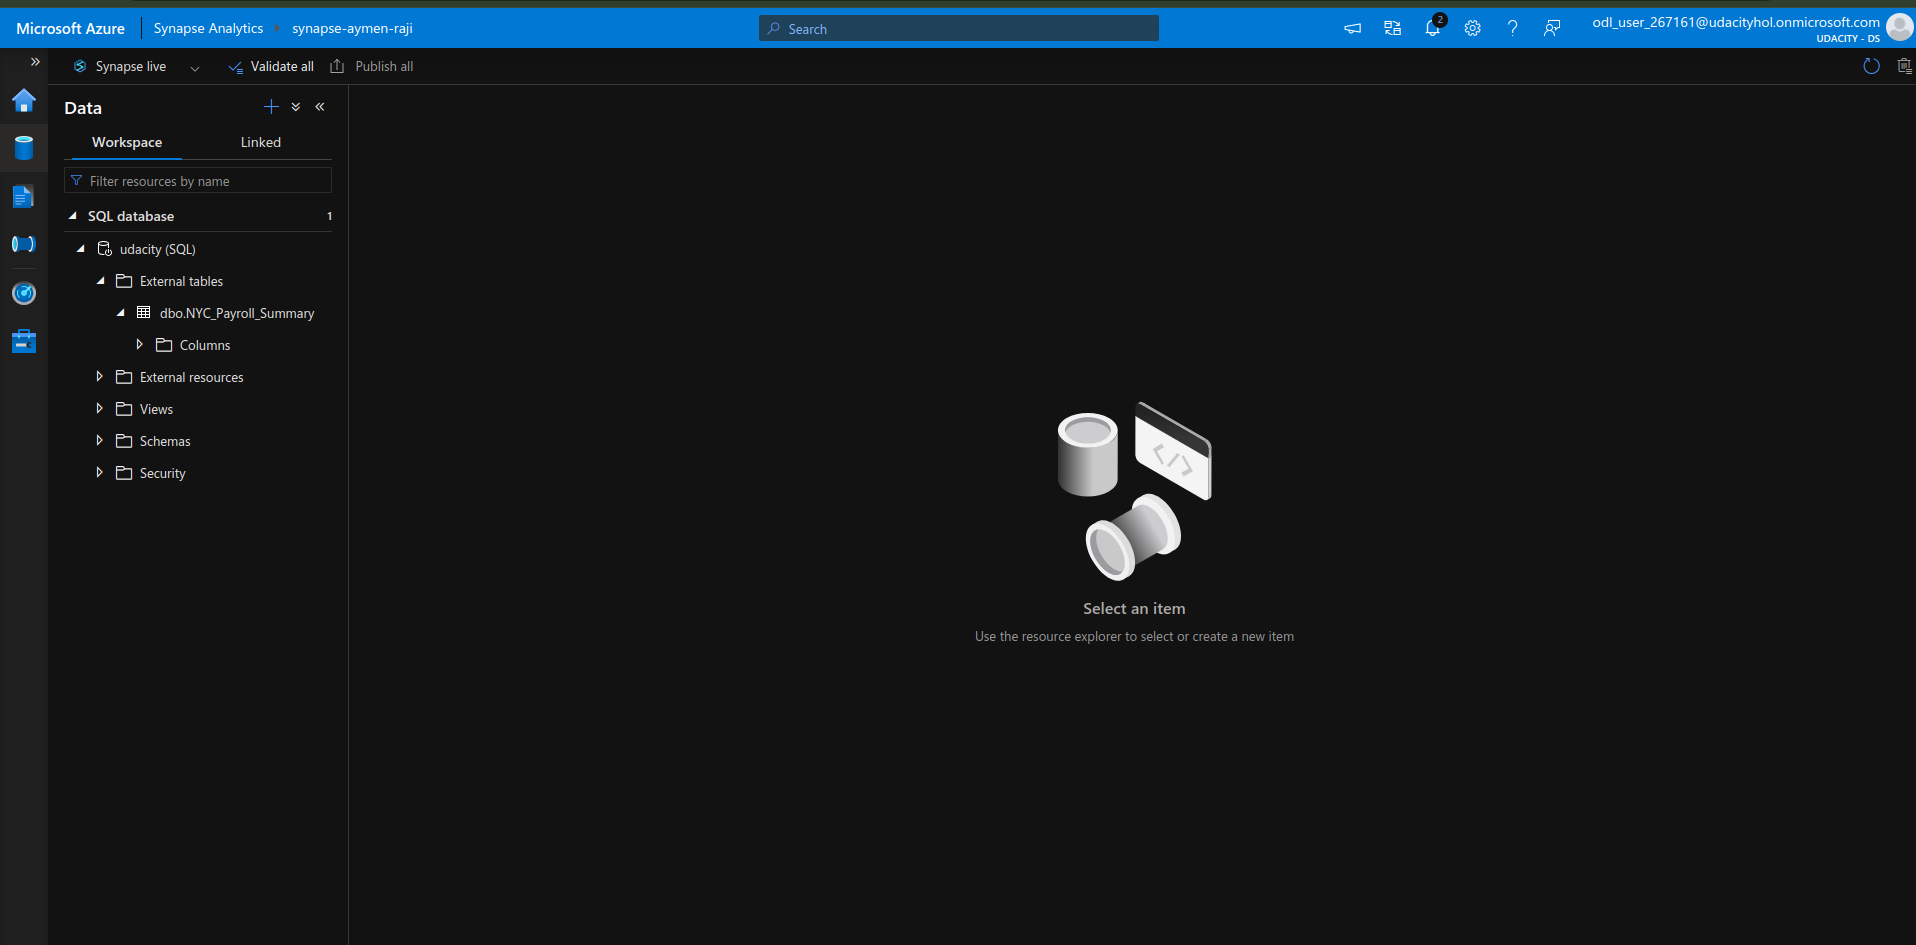 Microsoft Azure
Synapse Analytics
synapse-aymen-raji
Search
2
odl_user_267161@udacityhol.onmicrosoft.com
UDACITY - DS
Synapse live
Validate all
Publish all
Data
Workspace
Linked
Filter resources by name
SQL database 1
udacity (SQL)
External tables
dbo.NYC_Payroll_Summary
Columns
External resources
Views
Schemas
Security
</>
Select an item
Use the resource explorer to select or create a new item